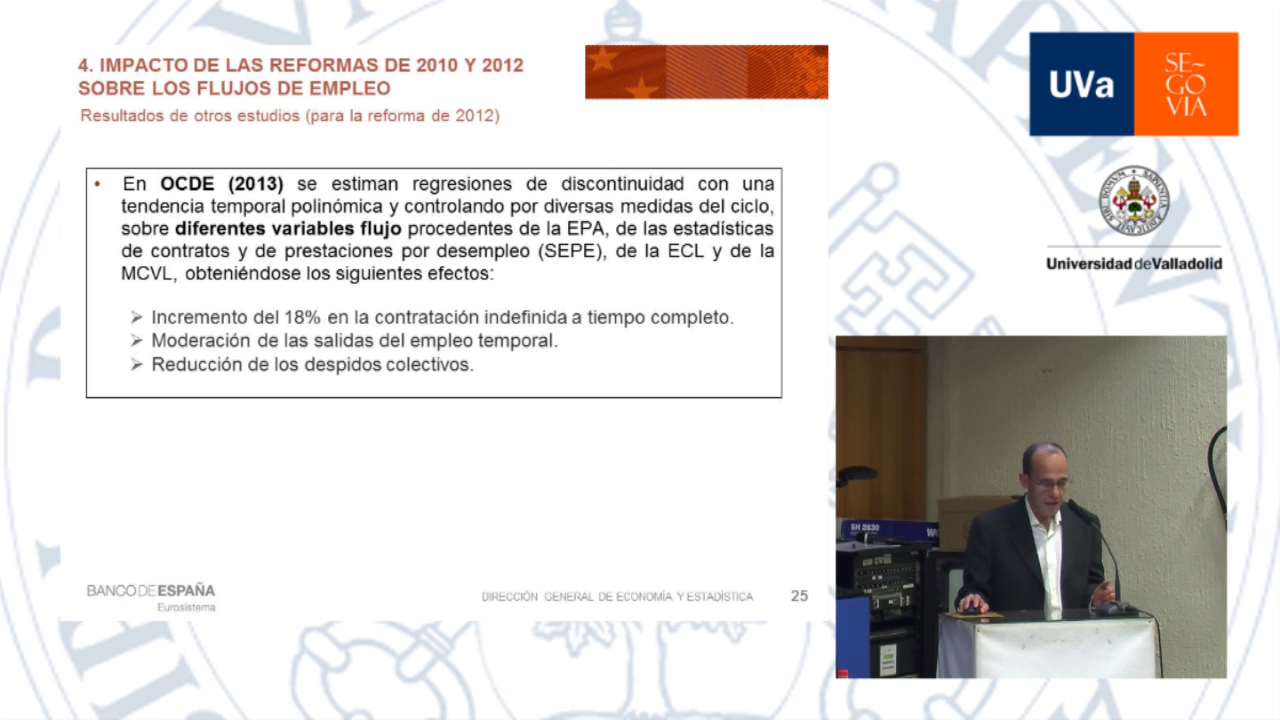 4. IMPACTO DE LAS REFORMAS DE 2010 Y 2012
SOBRE LOS FLUJOS DE EMPLEO
Resultados de otros estudios (para la reforma de 2012)
• En OCDE (2013) se estiman regresiones de discontinuidad con una
tendencia temporal polinómica y controlando por diversas medidas del ciclo,
sobre diferentes variables flujo procedentes de la EPA, de las estadísticas
de contratos y de prestaciones por desempleo (SEPE), de la ECL y de la
MCVL, obteniéndose los siguientes efectos:
➢ Incremento del 18% en la contratación indefinida a tiempo completo.
➢ Moderación de las salidas del empleo temporal.
➢ Reducción de los despidos colectivos.
BANCODEESPAÑA
Eurosistema
DIRECCIÓN GENERAL DE ECONOMÍA Y ESTADÍSTICA
25
UVa
SE~
GO
VIA
Universidad de Valladolid
SH 2830